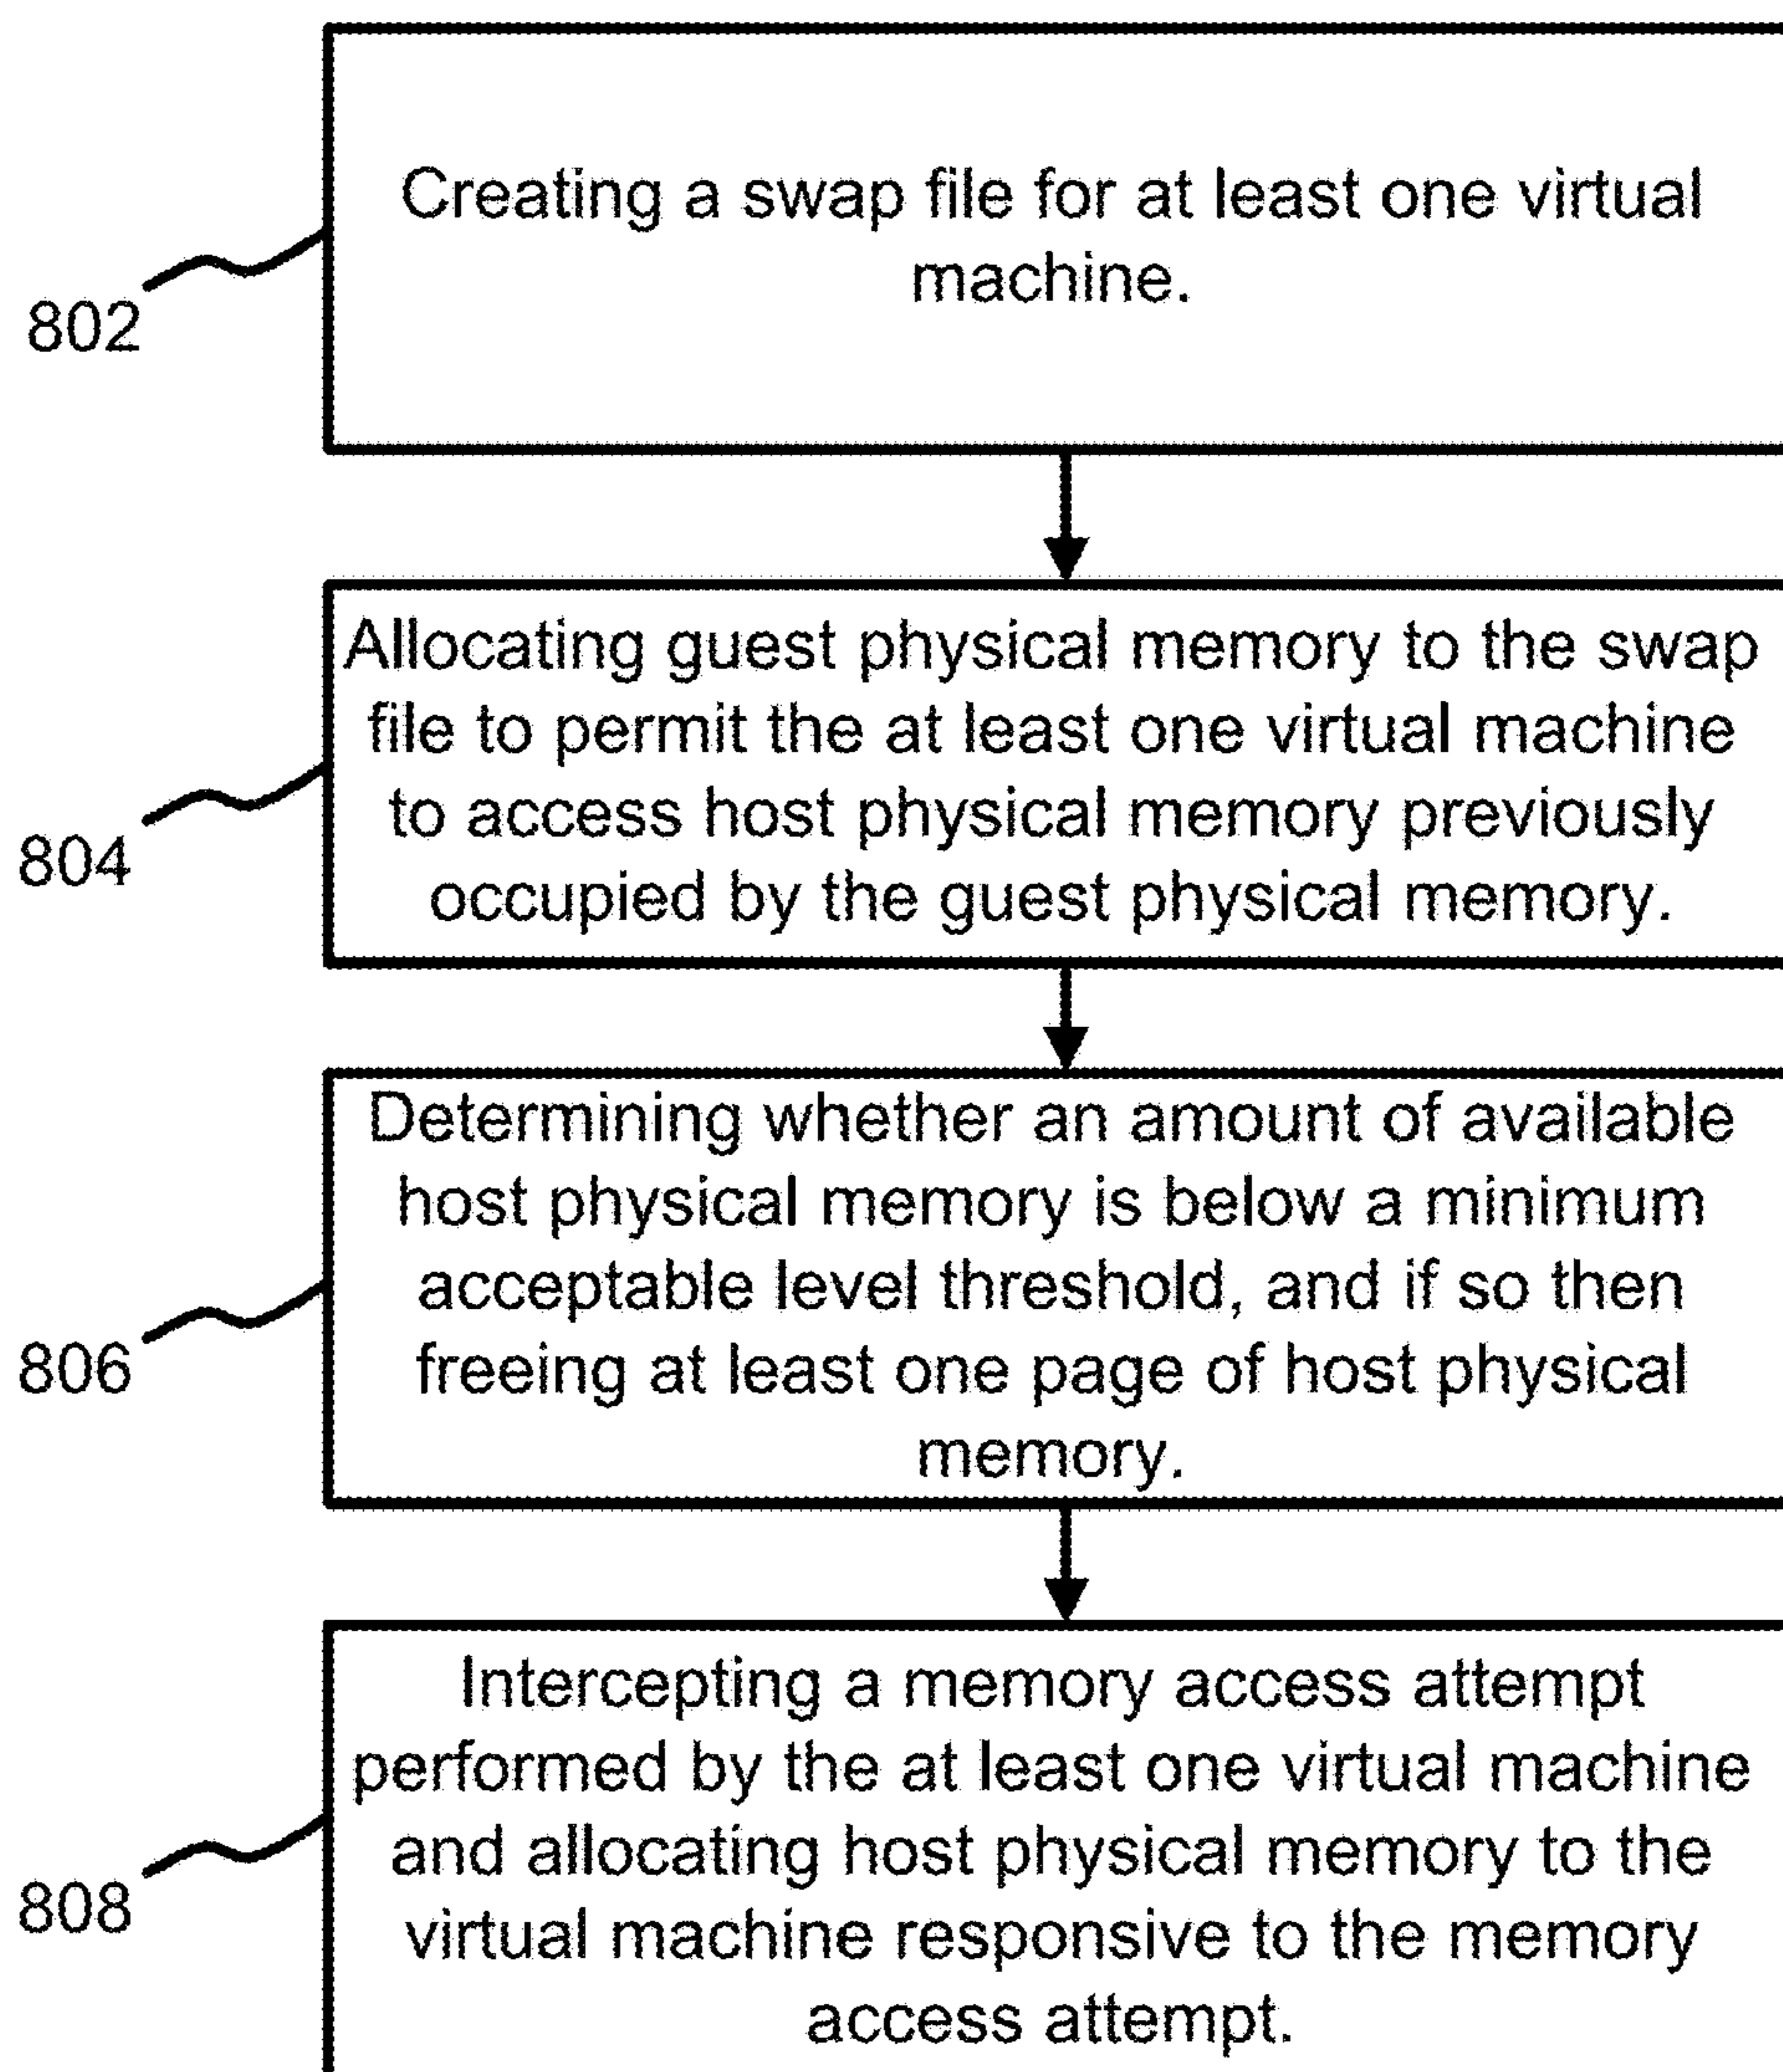 Creating a swap file for at least one virtual
machine.
802
Allocating guest physical memory to the swap
file to permit the at least one virtual machine
to access host physical memory previously
occupied by the guest physical memory.
804
Determining whether an amount of available
host physical memory is below a minimum
acceptable level threshold, and if so then
freeing at least one page of host physical
memory.
806
Intercepting a memory access attempt
performed by the at least one virtual machine
and allocating host physical memory to the
virtual machine responsive to the memory
access attempt.
808